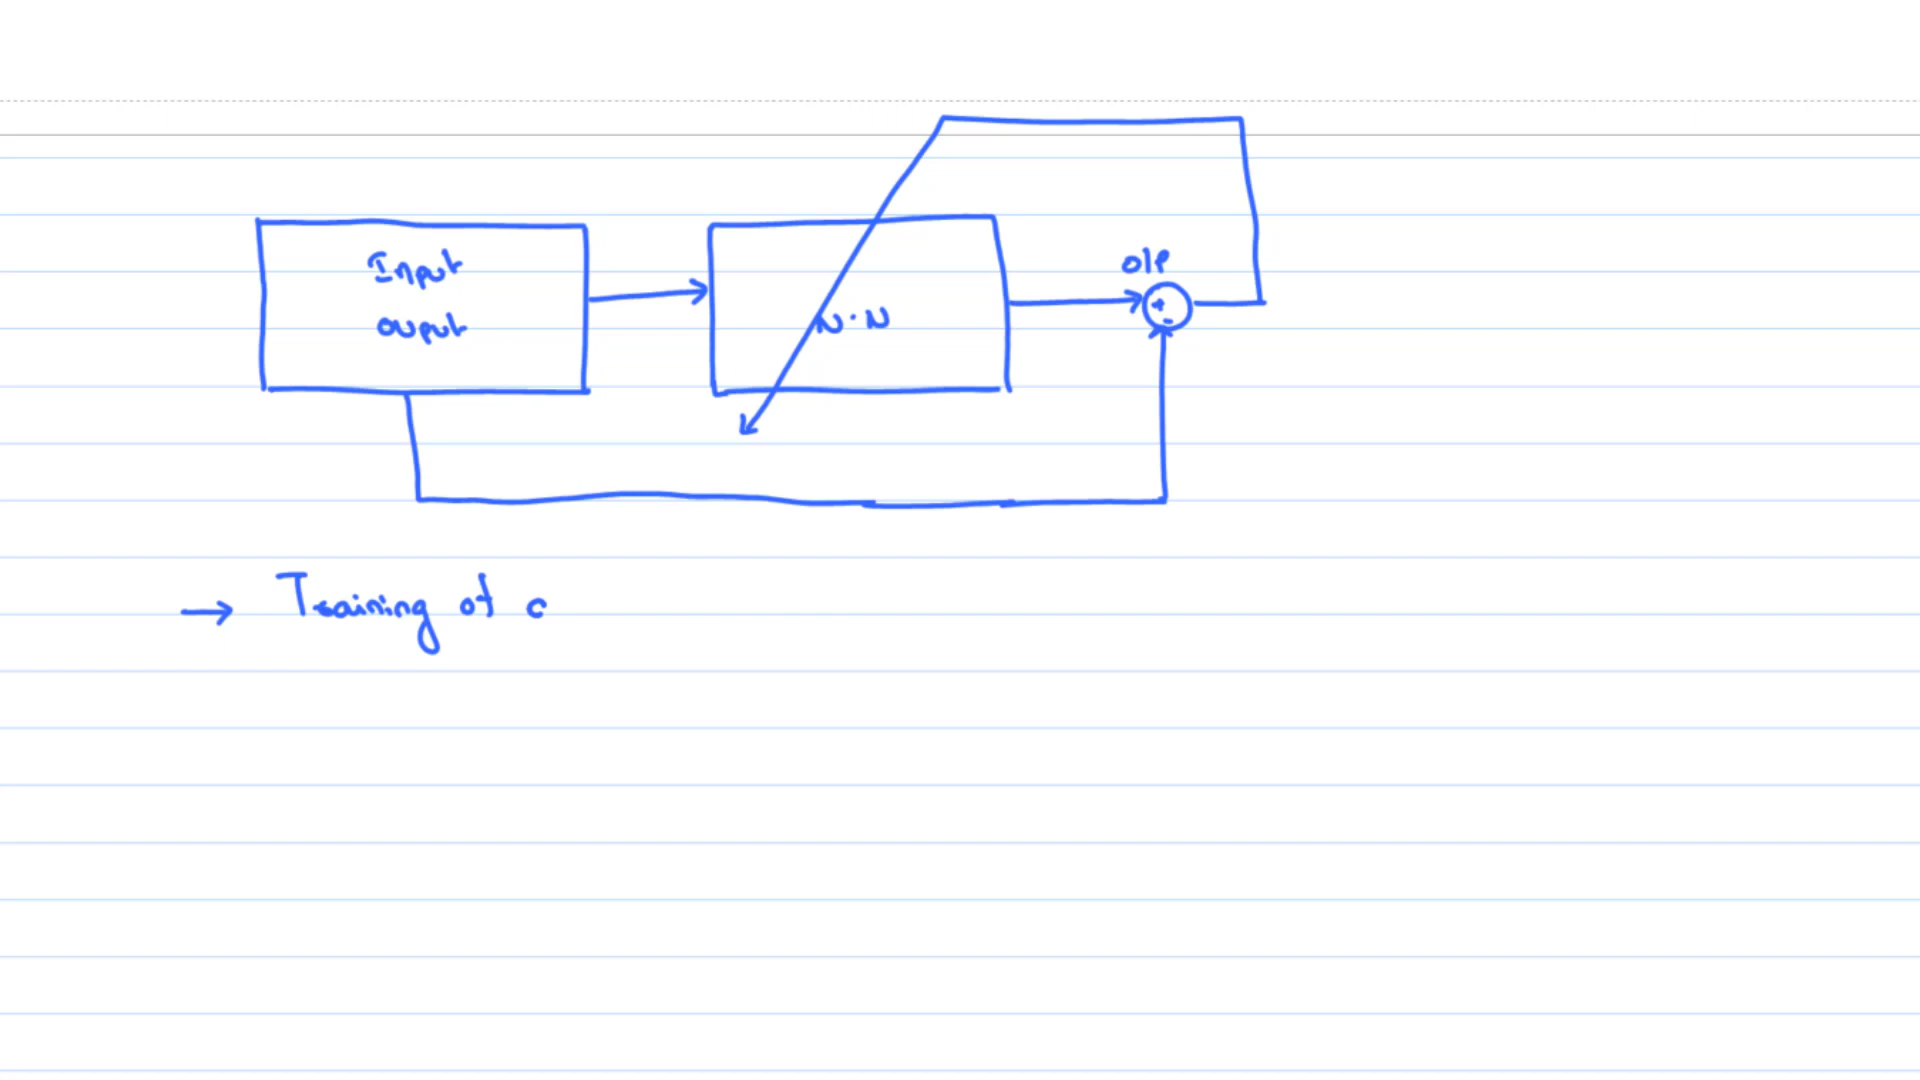 Input
ouput
N.N
O/P
+
-
→ Training of c